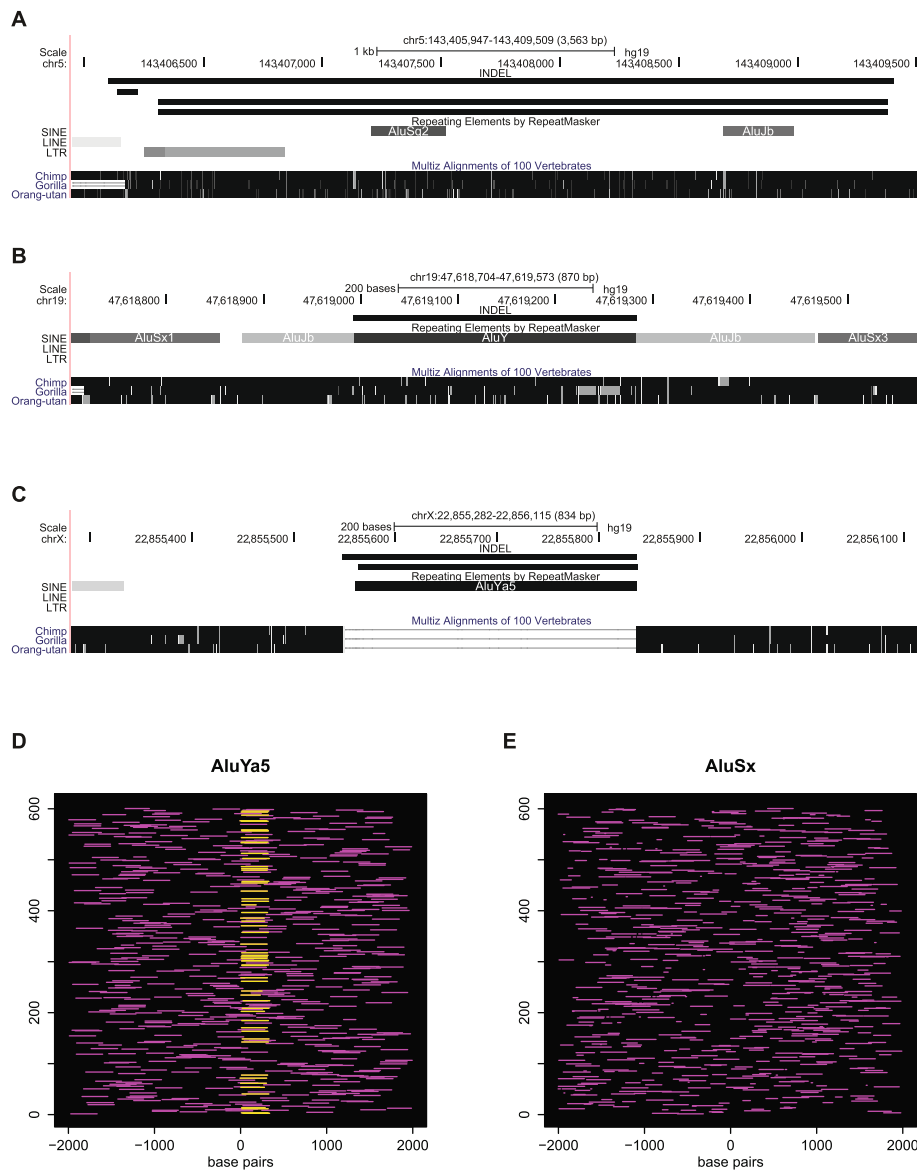 A
Scale
chr5:143,405,947-143,409,509 (3,563 bp)
1 kb
hg19
chr5:
143,406,500
143,407,000
143,407,500
143,408,000
143,408,500
143,409,000
143,409,500
INDEL
Repeating Elements by RepeatMasker
SINE
AluSg2
AluJb
LINE
LTR
Multiz Alignments of 100 Vertebrates
Chimp
Gorilla
Orang-utan
B
Scale
chr19:47,618,704-47,619,573 (870 bp)
200 bases
hg19
chr19:
47,618,800
47,618,900
47,619,000
47,619,100
47,619,200
47,619,300
47,619,400
47,619,500
INDEL
Repeating Elements by RepeatMasker
SINE
AluSx1
AluJb
AluY
AluJb
AluSx3
LINE
LTR
Multiz Alignments of 100 Vertebrates
Chimp
Gorilla
Orang-utan
C
Scale
chrX:22,855,282-22,856,115 (834 bp)
200 bases
hg19
chrX:
22,855,400
22,855,500
22,855,600
22,855,700
22,855,800
22,855,900
22,856,000
22,856,100
INDEL
Repeating Elements by RepeatMasker
SINE
AluYa5
LINE
LTR
Multiz Alignments of 100 Vertebrates
Chimp
Gorilla
Orang-utan
D
AluYa5
600
400
200
0
−2000
−1000
0
1000
2000
base pairs
E
AluSx
600
400
200
0
−2000
−1000
0
1000
2000
base pairs